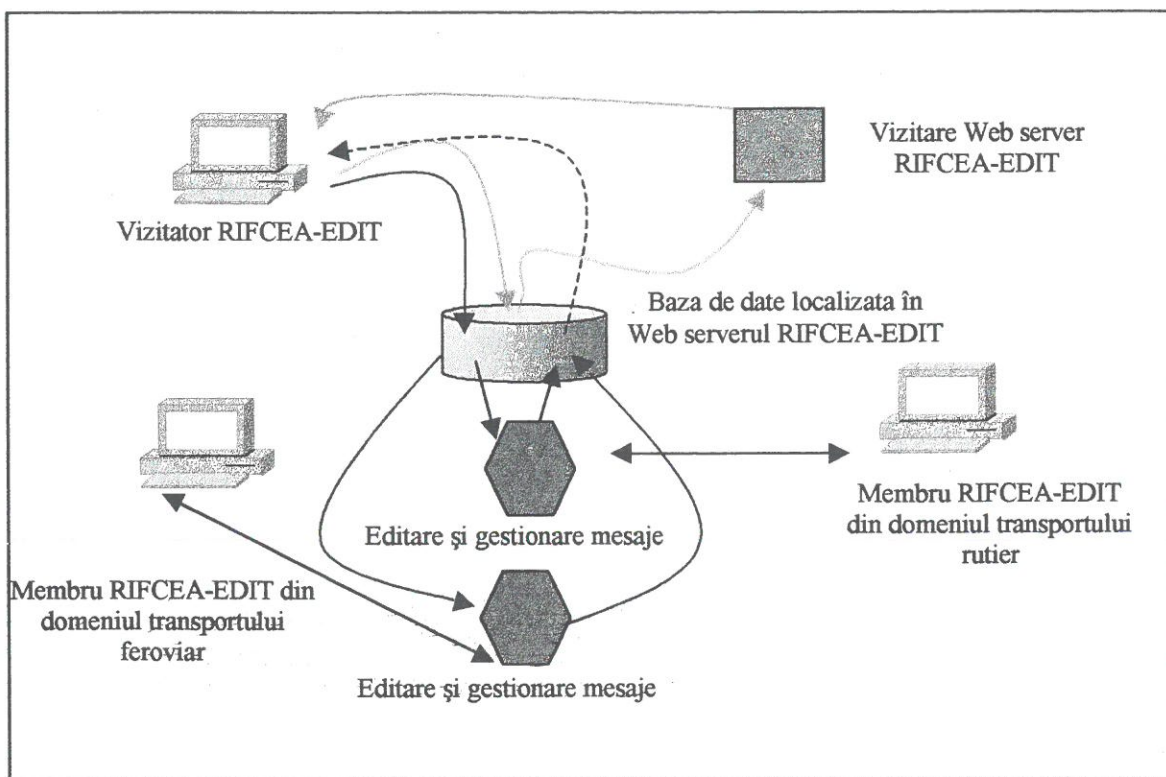 Vizitare Web server
RIFCEA-EDIT
Vizitator RIFCEA-EDIT
Baza de date localizata în
Web serverul RIFCEA-EDIT
Editare şi gestionare mesaje
Membru RIFCEA-EDIT
din domeniul transportului
rutier
Membru RIFCEA-EDIT din
domeniul transportului
feroviar
Editare şi gestionare mesaje